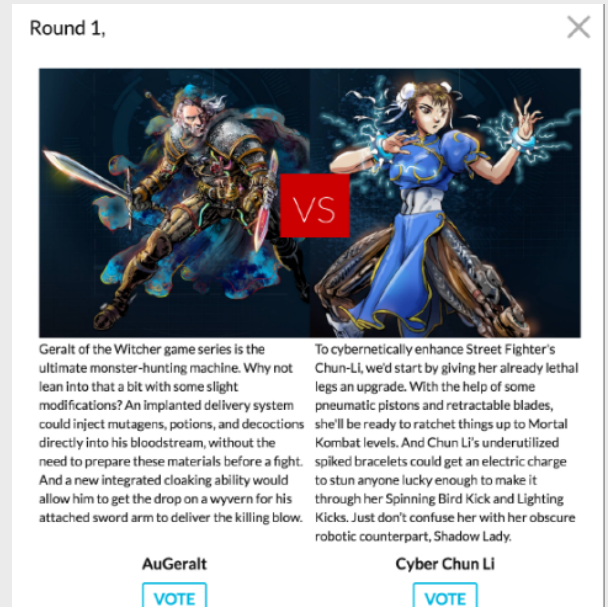 Round 1,
VS
Geralt of the Witcher game series is the
ultimate monster-hunting machine. Why not
lean into that a bit with some slight
modifications? An implanted delivery system
could inject mutagens, potions, and decoctions
directly into his bloodstream, without the
need to prepare these materials before a fight.
And a new integrated cloaking ability would
allow him to get the drop on a wyvern for his
attached sword arm to deliver the killing blow.
AuGeralt
VOTE
To cybernetically enhance Street Fighter's
Chun-Li, we'd start by giving her already lethal
legs an upgrade. With the help of some
pneumatic pistons and retractable blades,
she'll be ready to ratchet things up to Mortal
Kombat levels. And Chun Li's underutilized
spiked bracelets could get an electric charge
to stun anyone lucky enough to make it
through her Spinning Bird Kick and Lighting
Kicks. Just don't confuse her with her obscure
robotic counterpart, Shadow Lady.
Cyber Chun Li
VOTE